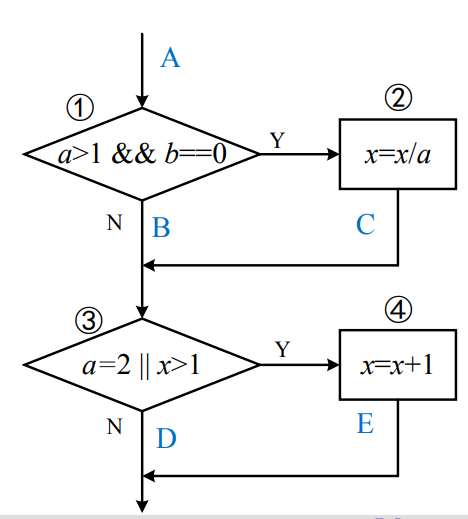 A
①
②
a>1 && b==0
Y
x=x/a
N
B
C
③
④
a=2 || x>1
Y
x=x+1
N
D
E